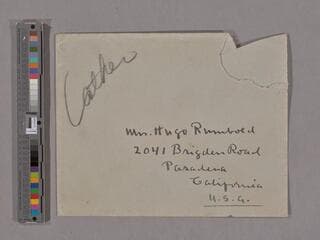 Cather
Mrs. Hugo Rumbold
2041 Brigden Road
Pasadena
California
U.S.A.